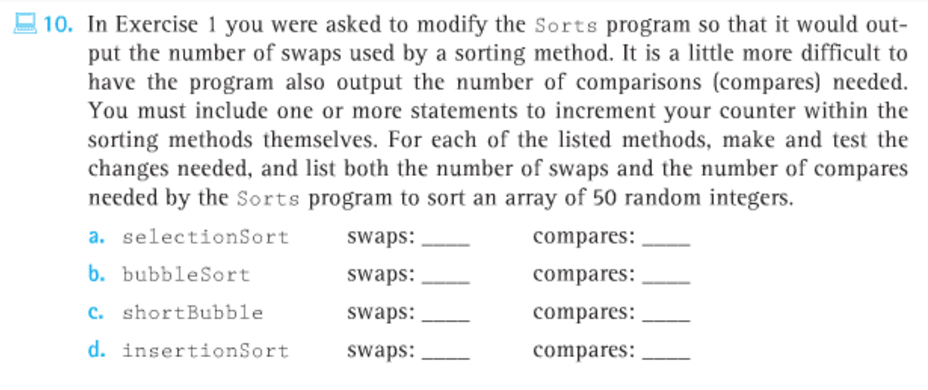 10. In Exercise 1 you were asked to modify the Sorts program so that it would out-
put the number of swaps used by a sorting method. It is a little more difficult to
have the program also output the number of comparisons (compares) needed.
You must include one or more statements to increment your counter within the
sorting methods themselves. For each of the listed methods, make and test the
changes needed, and list both the number of swaps and the number of compares
needed by the Sorts program to sort an array of 50 random integers.
a. selectionSort swaps: ____ compares: ____
b. bubbleSort swaps: ____ compares: ____
c. shortBubble swaps: ____ compares: ____
d. insertionSort swaps: ____ compares: ____